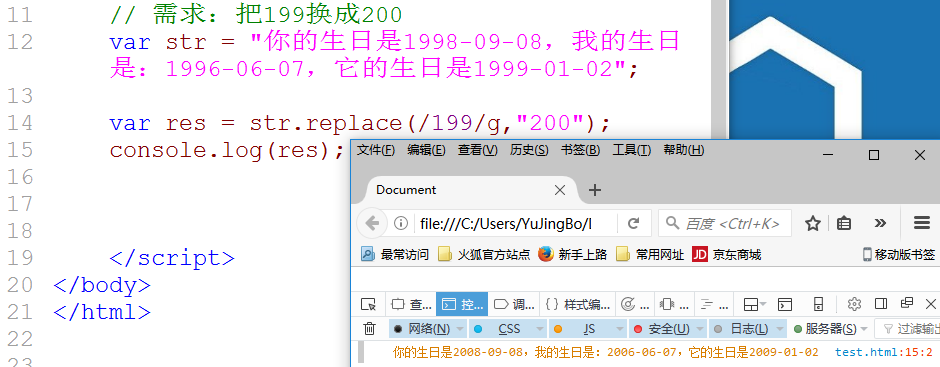 11 // 需求：把199换成200
12 var str = "你的生日是1998-09-08，我的生日
是：1996-06-07，它的生日是1999-01-02";
13
14 var res = str.replace(/199/g,"200");
15 console.log(res);
16
17
18
19 </script>
20 </body>
21 </html>
22
23
文件(F) 编辑(E) 查看(V) 历史(S) 书签(B) 工具(T) 帮助(H)
Document
file:///C:/Users/YuJingBo/l 百度 <Ctrl+K>
最常访问 火狐官方站点 新手上路 常用网址 JD 京东商城 移动版书签
查... 控... 调... {} 样式编...
网络(N) CSS JS 安全(U) 日志(L) 服务器(S) 过滤输出
你的生日是2008-09-08，我的生日是：2006-06-07，它的生日是2009-01-02 test.html:15:2